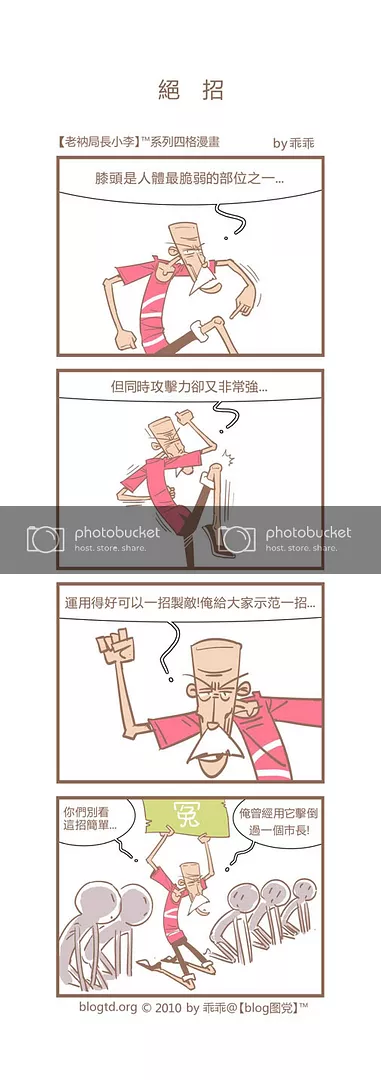 絕 招
【老衲局長小李】™系列四格漫畫 by 乖乖
膝頭是人體最脆弱的部位之一...
但同時攻擊力卻又非常強...
photobucket
host. store. share.
photobucket
host. store. share.
運用得好可以一招製敵!俺給大家示范一招...
你們別看
這招簡單...
冤
俺曾經用它擊倒
過一個市長!
blogtd.org © 2010 by 乖乖@【blog图党】™